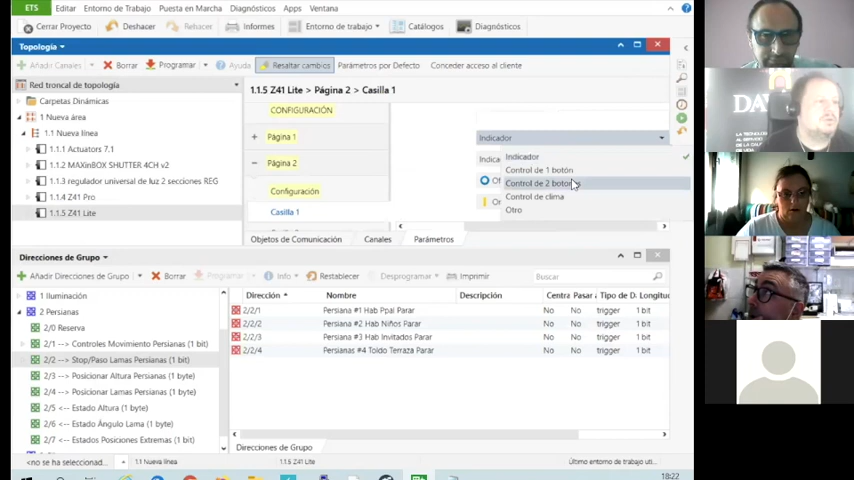 ETS Editar Entorno de Trabajo Puesta en Marcha Diagnósticos Apps Ventana
Cerrar Proyecto Deshacer Rehacer Informes Entorno de trabajo Catálogos Diagnósticos
Topología
Añadir Canales Borrar Programar Ayuda Resaltar cambios Parámetros por Defecto Conceder acceso al cliente
Red troncal de topología
Carpetas Dinámicas
1 Nueva área
1.1 Nueva línea
1.1.1 Actuators 7.1
1.1.2 MAXinBOX SHUTTER 4CH v2
1.1.3 regulador universal de luz 2 secciones REG
1.1.4 Z41 Pro
1.1.5 Z41 Lite
1.1.5 Z41 Lite > Página 2 > Casilla 1
CONFIGURACIÓN
+ Página 1
− Página 2
Configuración
Casilla 1
Indicador
Indica
Indicador
Control de 1 botón
Control de 2 botones
Control de clima
Otro
Objetos de Comunicación Canales Parámetros
Direcciones de Grupo
Añadir Direcciones de Grupo Borrar Programar Info Restablecer Desprogramar Imprimir Buscar
1 Iluminación
2 Persianas
2/0 Reserva
2/1 --> Controles Movimiento Persianas (1 bit)
2/2 --> Stop/Paso Lamas Persianas (1 bit)
2/3 --> Posicionar Altura Persianas (1 byte)
2/4 --> Posicionar Lamas Persianas (1 byte)
2/5 <-- Estado Altura (1 byte)
2/6 <-- Estado Ángulo Lama (1 byte)
2/7 <-- Estados Posiciones Extremas (1 bit)
Dirección Nombre Descripción Centra Pasar Tipo de D Longitud
2/2/1 Persiana #1 Hab Ppal Parar No No trigger 1 bit
2/2/2 Persiana #2 Hab Niños Parar No No trigger 1 bit
2/2/3 Persiana #3 Hab Invitados Parar No No trigger 1 bit
2/2/4 Persianas #4 Toldo Terraza Parar No No trigger 1 bit
Direcciones de Grupo
<no se ha seleccionad... 1.1 Nueva línea 1.1.5 Z41 Lite Último entorno de trabajo uti...
18:22